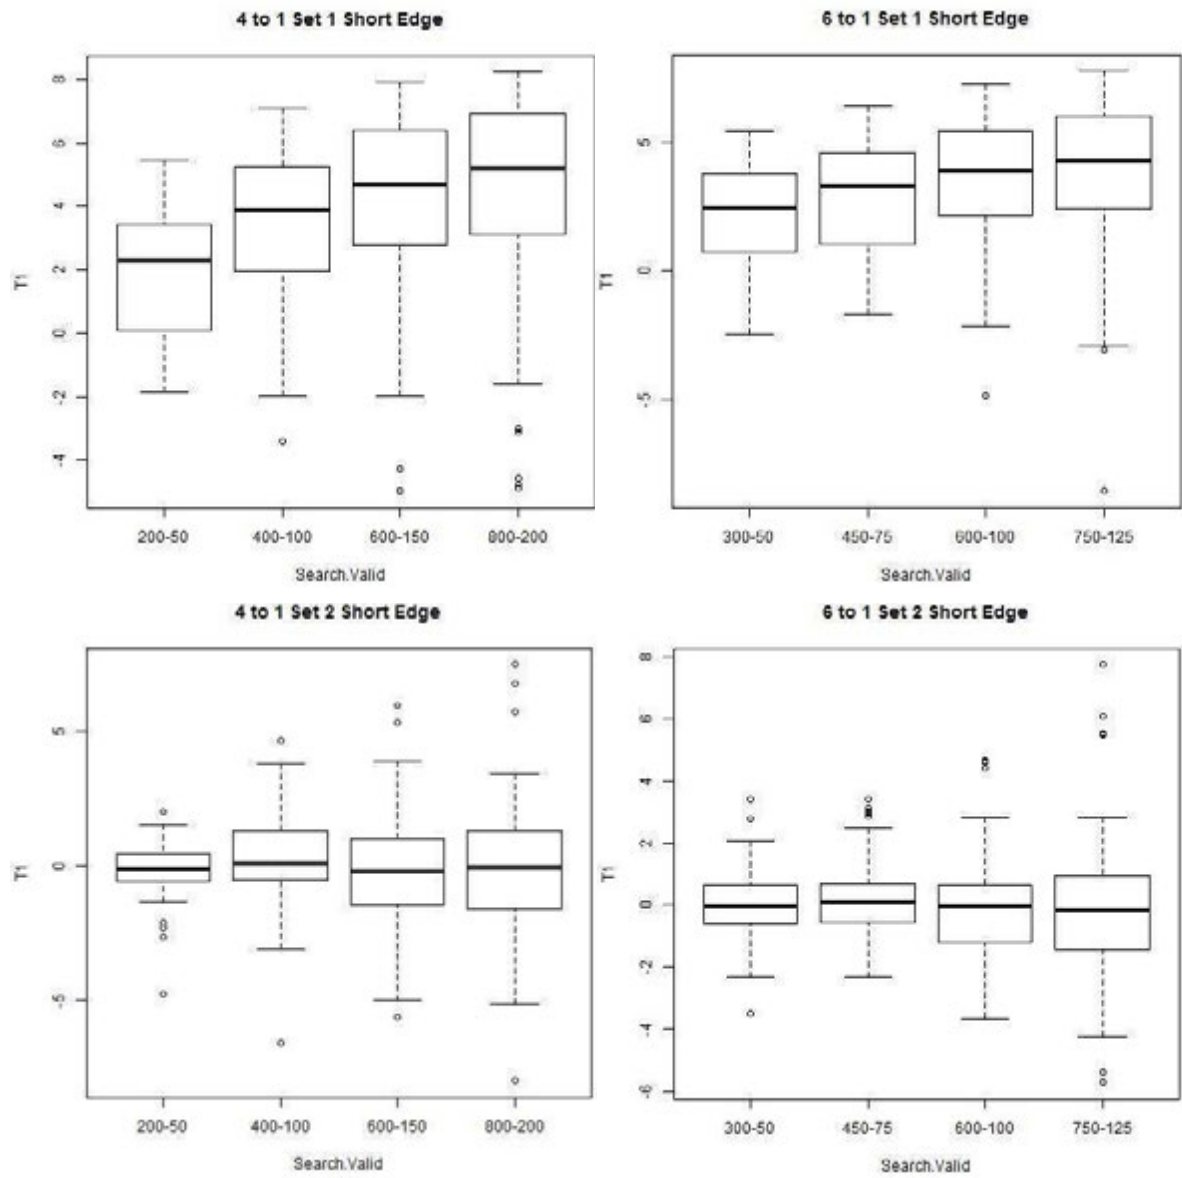 4 to 1 Set 1 Short Edge
T1
8
6
4
2
0
-2
-4
200-50 400-100 600-150 800-200
Search.Valid
6 to 1 Set 1 Short Edge
T1
5
0
-5
300-50 450-75 600-100 750-125
Search.Valid
4 to 1 Set 2 Short Edge
T1
5
0
-5
200-50 400-100 600-150 800-200
Search.Valid
6 to 1 Set 2 Short Edge
T1
8
6
4
2
0
-2
-4
-6
300-50 450-75 600-100 750-125
Search.Valid